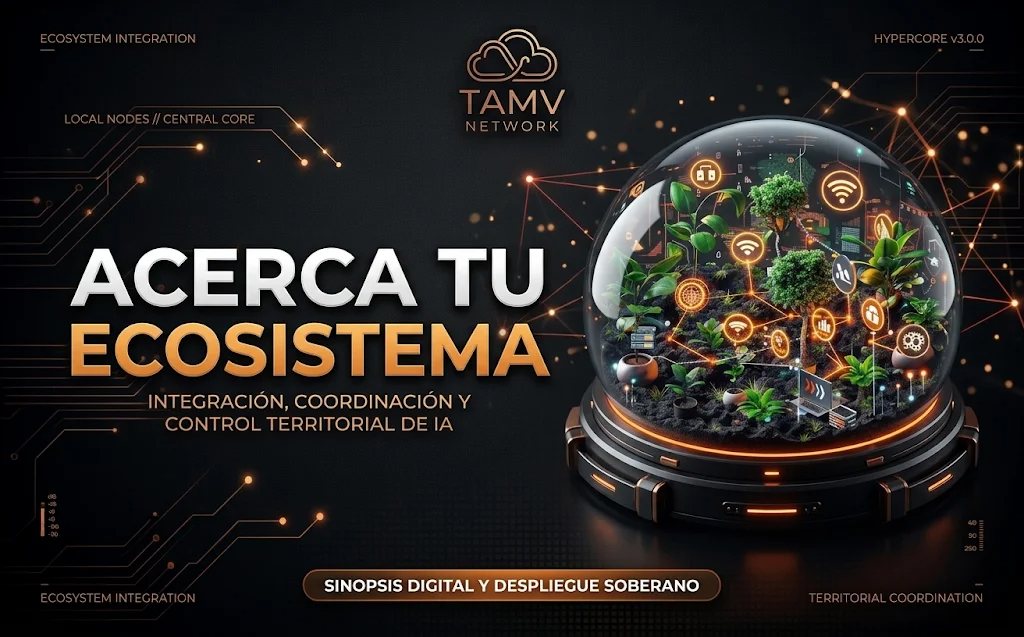 ECOSYSTEM INTEGRATION
HYPERCORE v3.0.0
TAMV
NETWORK
LOCAL NODES // CENTRAL CORE
ACERCA TU
ECOSISTEMA
INTEGRACIÓN, COORDINACIÓN Y
CONTROL TERRITORIAL DE IA
SINOPSIS DIGITAL Y DESPLIEGUE SOBERANO
ECOSYSTEM INTEGRATION
TERRITORIAL COORDINATION